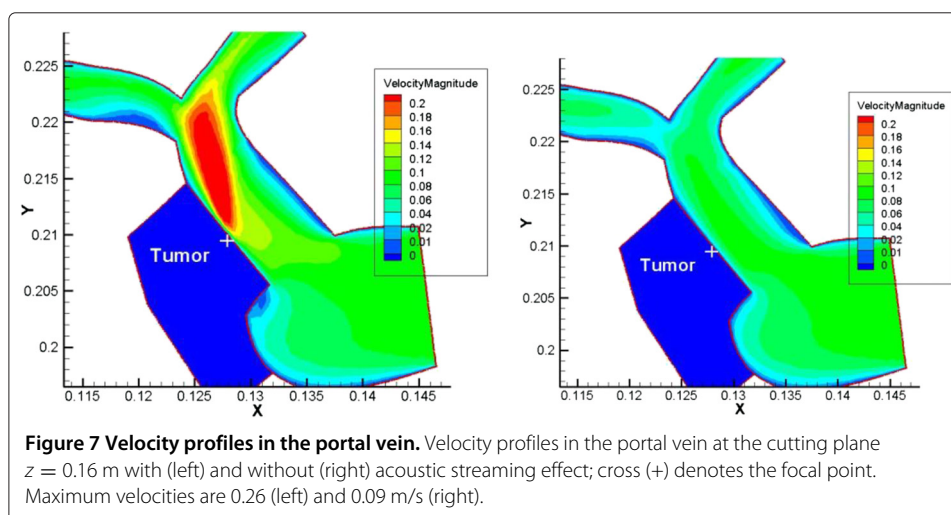 0.225
0.22
0.215
0.21
0.205
0.2
Y
0.115 0.12 0.125 0.13 0.135 0.14 0.145
X
VelocityMagnitude
0.2
0.18
0.16
0.14
0.12
0.1
0.08
0.06
0.04
0.02
0.01
0
Tumor
0.225
0.22
0.215
0.21
0.205
0.2
Y
0.115 0.12 0.125 0.13 0.135 0.14 0.145
X
VelocityMagnitude
0.2
0.18
0.16
0.14
0.12
0.1
0.08
0.06
0.04
0.02
0.01
0
Tumor
Figure 7 Velocity profiles in the portal vein. Velocity profiles in the portal vein at the cutting plane
z = 0.16 m with (left) and without (right) acoustic streaming effect; cross (+) denotes the focal point.
Maximum velocities are 0.26 (left) and 0.09 m/s (right).